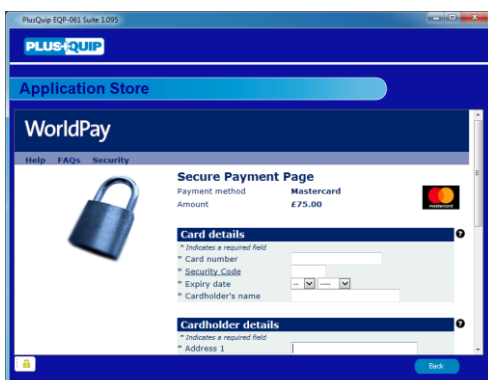 PlusQuip EQP-061 Suite 1.095
PLUS+QUIP
Application Store
WorldPay
Help FAQs Security
Secure Payment Page
Payment method Mastercard
Amount £75.00
mastercard
Card details ?
* Indicates a required field
* Card number
* Security Code
* Expiry date -- ----
* Cardholder's name
Cardholder details ?
* Indicates a required field
* Address 1
Back